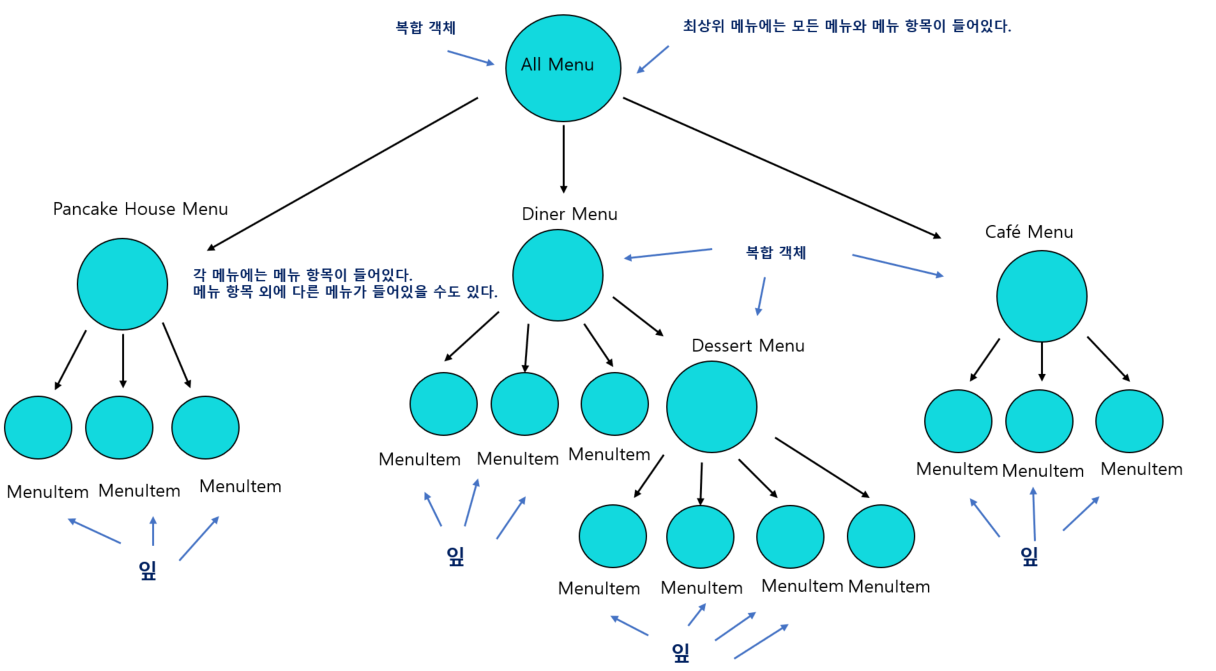 복합 객체
최상위 메뉴에는 모든 메뉴와 메뉴 항목이 들어있다.
All Menu
Pancake House Menu
Diner Menu
Café Menu
복합 객체
각 메뉴에는 메뉴 항목이 들어있다.
메뉴 항목 외에 다른 메뉴가 들어있을 수도 있다.
Dessert Menu
MenuItem MenuItem MenuItem
MenuItem MenuItem MenuItem
MenuItem MenuItem MenuItem
잎
잎
잎
MenuItem MenuItem MenuItem MenuItem
잎